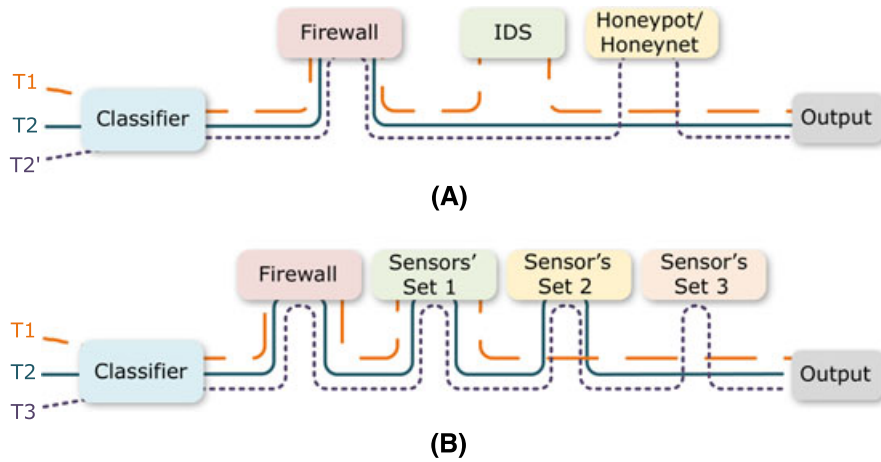 Firewall
IDS
Honeypot/
Honeynet
T1
T2
T2'
Classifier
Output
(A)
Firewall
Sensors'
Set 1
Sensor's
Set 2
Sensor's
Set 3
T1
T2
T3
Classifier
Output
(B)